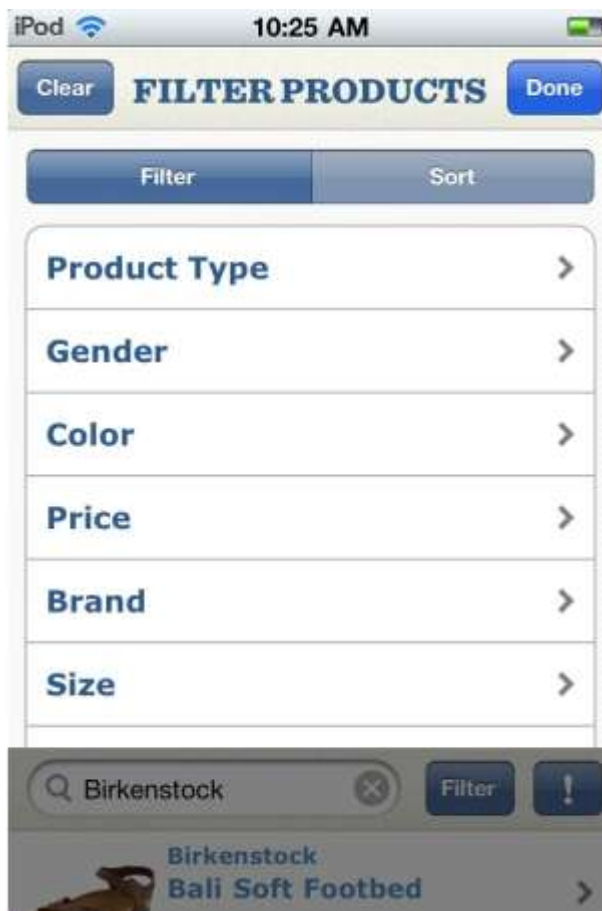 iPod 10:25 AM
Clear FILTER PRODUCTS Done
Filter Sort
Product Type
Gender
Color
Price
Brand
Size
Birkenstock Filter !
Birkenstock
Bali Soft Footbed